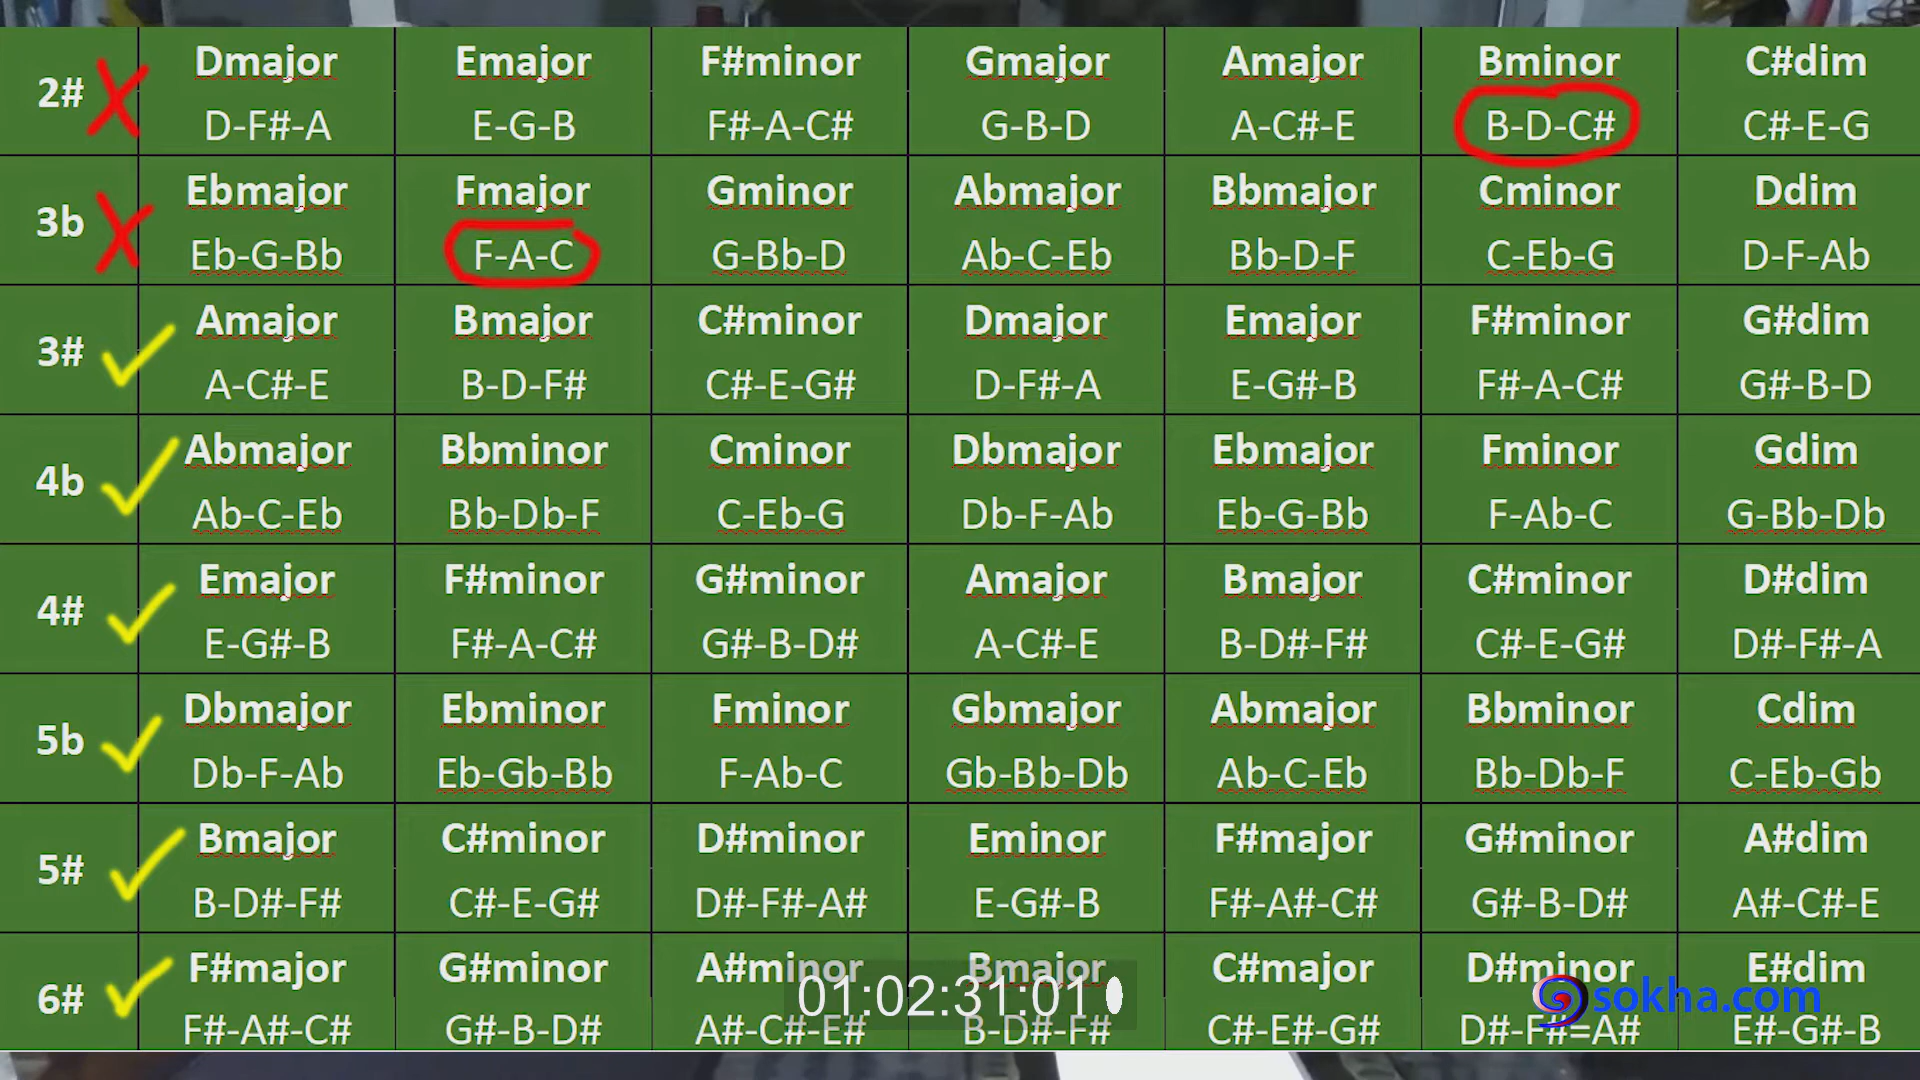 2# Dmajor Emajor F#minor Gmajor Amajor Bminor C#dim
D-F#-A E-G-B F#-A-C# G-B-D A-C#-E B-D-C# C#-E-G
3b Ebmajor Fmajor Gminor Abmajor Bbmajor Cminor Ddim
Eb-G-Bb F-A-C G-Bb-D Ab-C-Eb Bb-D-F C-Eb-G D-F-Ab
3# Amajor Bmajor C#minor Dmajor Emajor F#minor G#dim
A-C#-E B-D-F# C#-E-G# D-F#-A E-G#-B F#-A-C# G#-B-D
4b Abmajor Bbminor Cminor Dbmajor Ebmajor Fminor Gdim
Ab-C-Eb Bb-Db-F C-Eb-G Db-F-Ab Eb-G-Bb F-Ab-C G-Bb-Db
4# Emajor F#minor G#minor Amajor Bmajor C#minor D#dim
E-G#-B F#-A-C# G#-B-D# A-C#-E B-D#-F# C#-E-G# D#-F#-A
5b Dbmajor Ebminor Fminor Gbmajor Abmajor Bbminor Cdim
Db-F-Ab Eb-Gb-Bb F-Ab-C Gb-Bb-Db Ab-C-Eb Bb-Db-F C-Eb-Gb
5# Bmajor C#minor D#minor Eminor F#major G#minor A#dim
B-D#-F# C#-E-G# D#-F#-A# E-G#-B F#-A#-C# G#-B-D# A#-C#-E
6# F#major G#minor A#minor Bmajor C#major D#minor E#dim
01:02:31:01
sokha.com
F#-A#-C# G#-B-D# A#-C#-E# B-D#-F# C#-E#-G# D#-F#=A# E#-G#-B